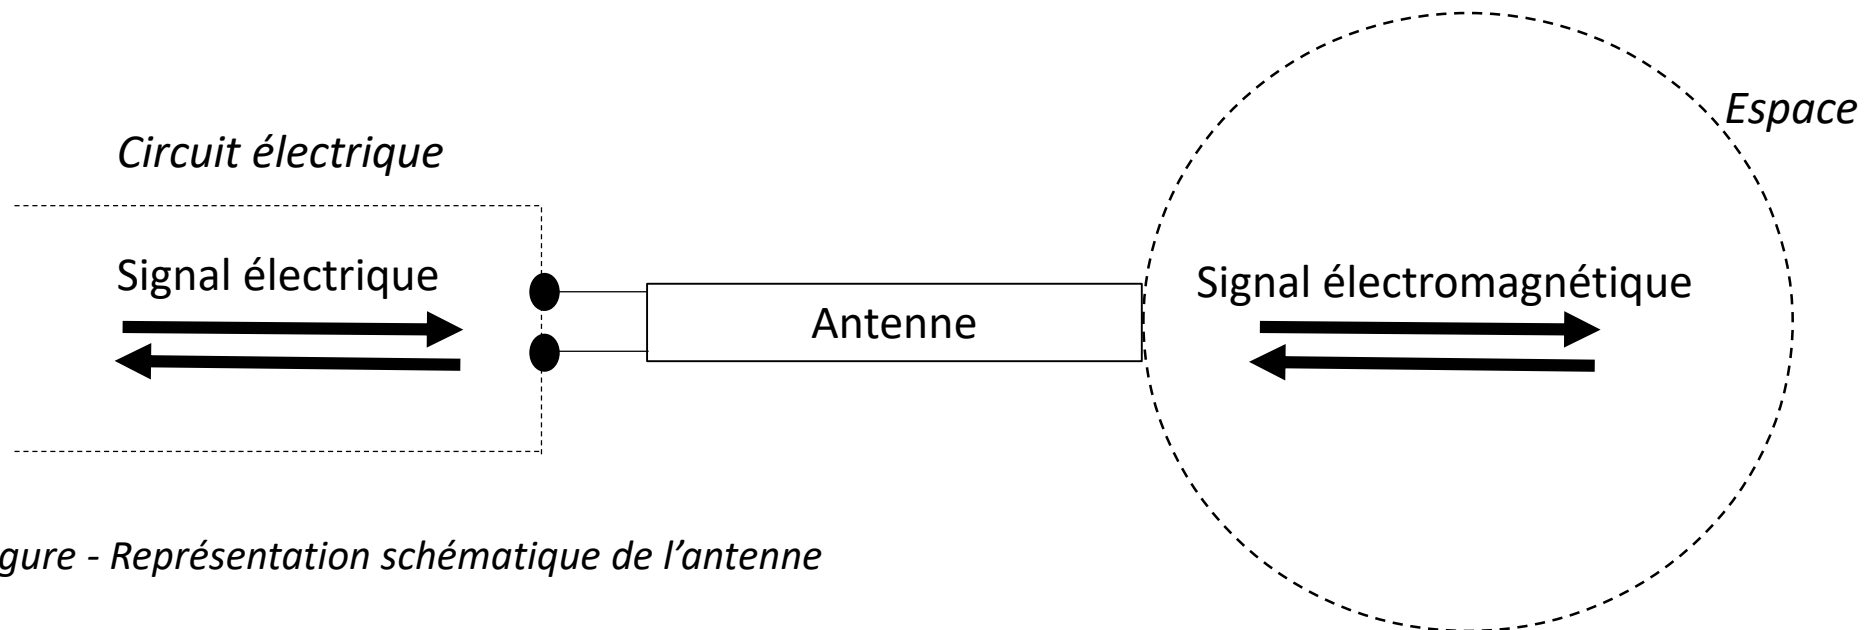 Espace
Circuit électrique
Signal électrique
Signal électromagnétique
Antenne
gure - Représentation schématique de l'antenne